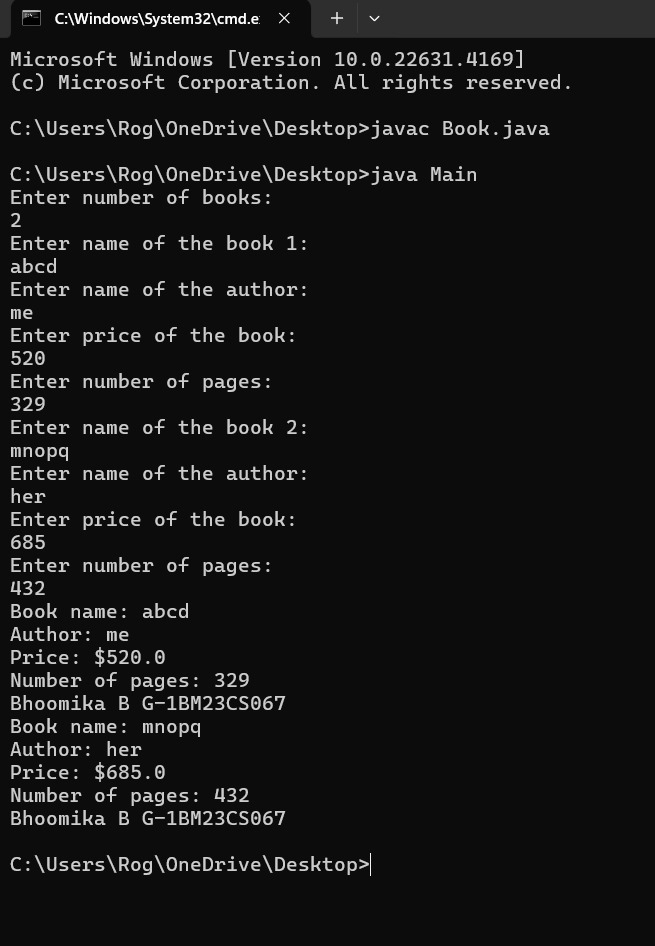 C:\Windows\System32\cmd.e
Microsoft Windows [Version 10.0.22631.4169]
(c) Microsoft Corporation. All rights reserved.
C:\Users\Rog\OneDrive\Desktop>javac Book.java
C:\Users\Rog\OneDrive\Desktop>java Main
Enter number of books:
2
Enter name of the book 1:
abcd
Enter name of the author:
me
Enter price of the book:
520
Enter number of pages:
329
Enter name of the book 2:
mnopq
Enter name of the author:
her
Enter price of the book:
685
Enter number of pages:
432
Book name: abcd
Author: me
Price: $520.0
Number of pages: 329
Bhoomika B G-1BM23CS067
Book name: mnopq
Author: her
Price: $685.0
Number of pages: 432
Bhoomika B G-1BM23CS067
C:\Users\Rog\OneDrive\Desktop>